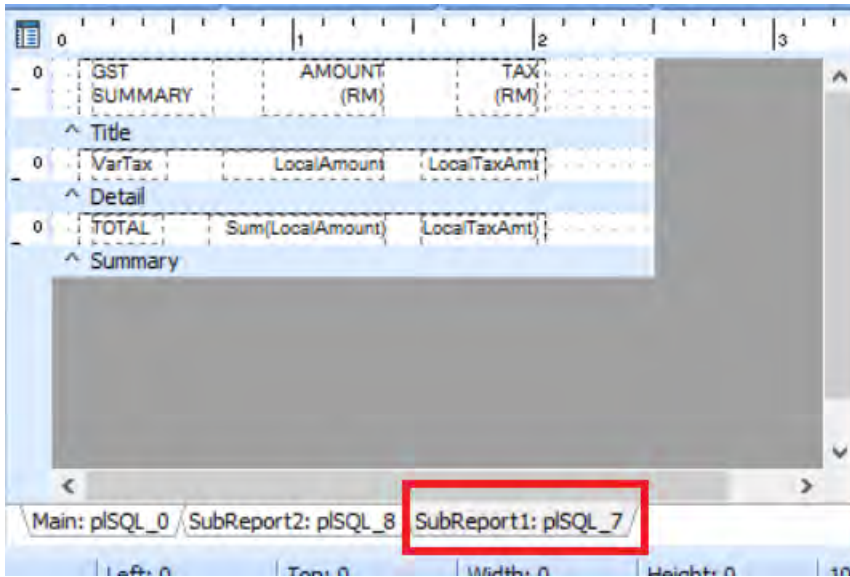 0 1 2 3
0 GST AMOUNT TAX
SUMMARY (RM) (RM)
^ Title
0 VarTax LocalAmount LocalTaxAmt
^ Detail
0 TOTAL Sum(LocalAmount) LocalTaxAmt)
^ Summary
Main: plSQL_0 SubReport2: plSQL_8 SubReport1: plSQL_7
Left: 0 Top: 0 Width: 0 Height: 0 10